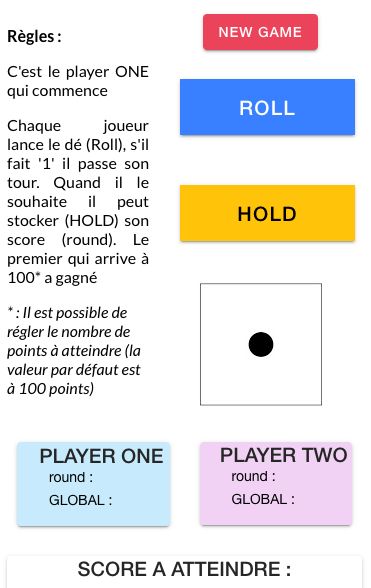 Règles :
C'est le player ONE
qui commence
Chaque joueur
lance le dé (Roll), s'il
fait '1' il passe son
tour. Quand il le
souhaite il peut
stocker (HOLD) son
score (round). Le
premier qui arrive à
100* a gagné
* : Il est possible de
régler le nombre de
points à atteindre (la
valeur par défaut est
à 100 points)
NEW GAME
ROLL
HOLD
PLAYER ONE
round :
GLOBAL :
PLAYER TWO
round :
GLOBAL :
SCORE A ATTEINDRE :